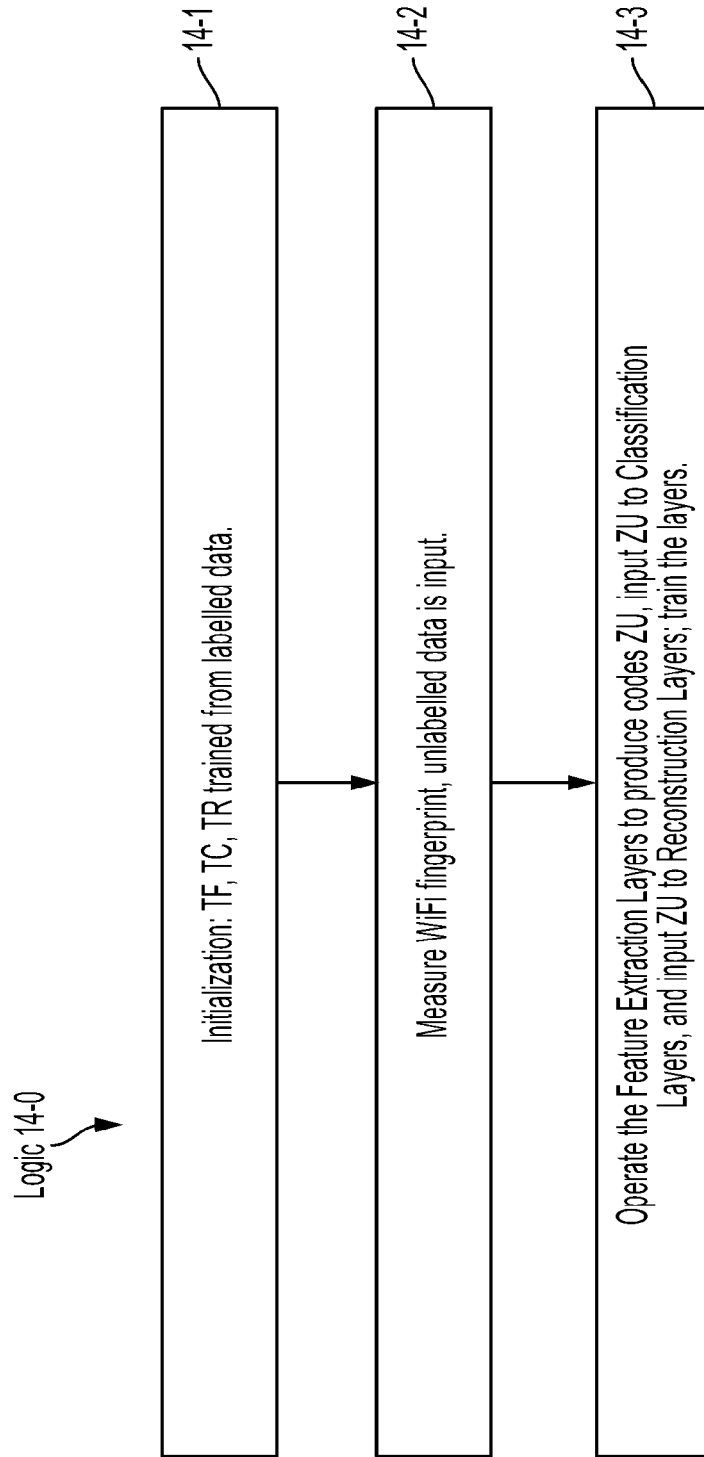 Logic 14-0
Initialization: TF, TC, TR trained from labelled data.
14-1
Measure WiFi fingerprint, unlabelled data is input.
14-2
Operate the Feature Extraction Layers to produce codes ZU, input ZU to Classification
Layers, and input ZU to Reconstruction Layers; train the layers.
14-3